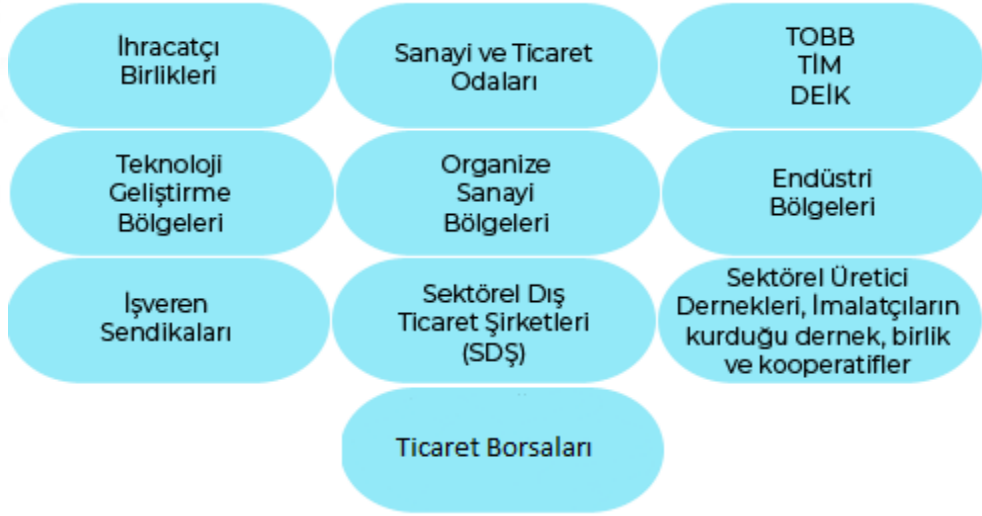 İhracatçı
Birlikleri
Sanayi ve Ticaret
Odaları
TOBB
TİM
DEİK
Teknoloji
Geliştirme
Bölgeleri
Organize
Sanayi
Bölgeleri
Endüstri
Bölgeleri
İşveren
Sendikaları
Sektörel Dış
Ticaret Şirketleri
(SDŞ)
Sektörel Üretici
Dernekleri, İmalatçıların
kurduğu dernek, birlik
ve kooperatifler
Ticaret Borsaları